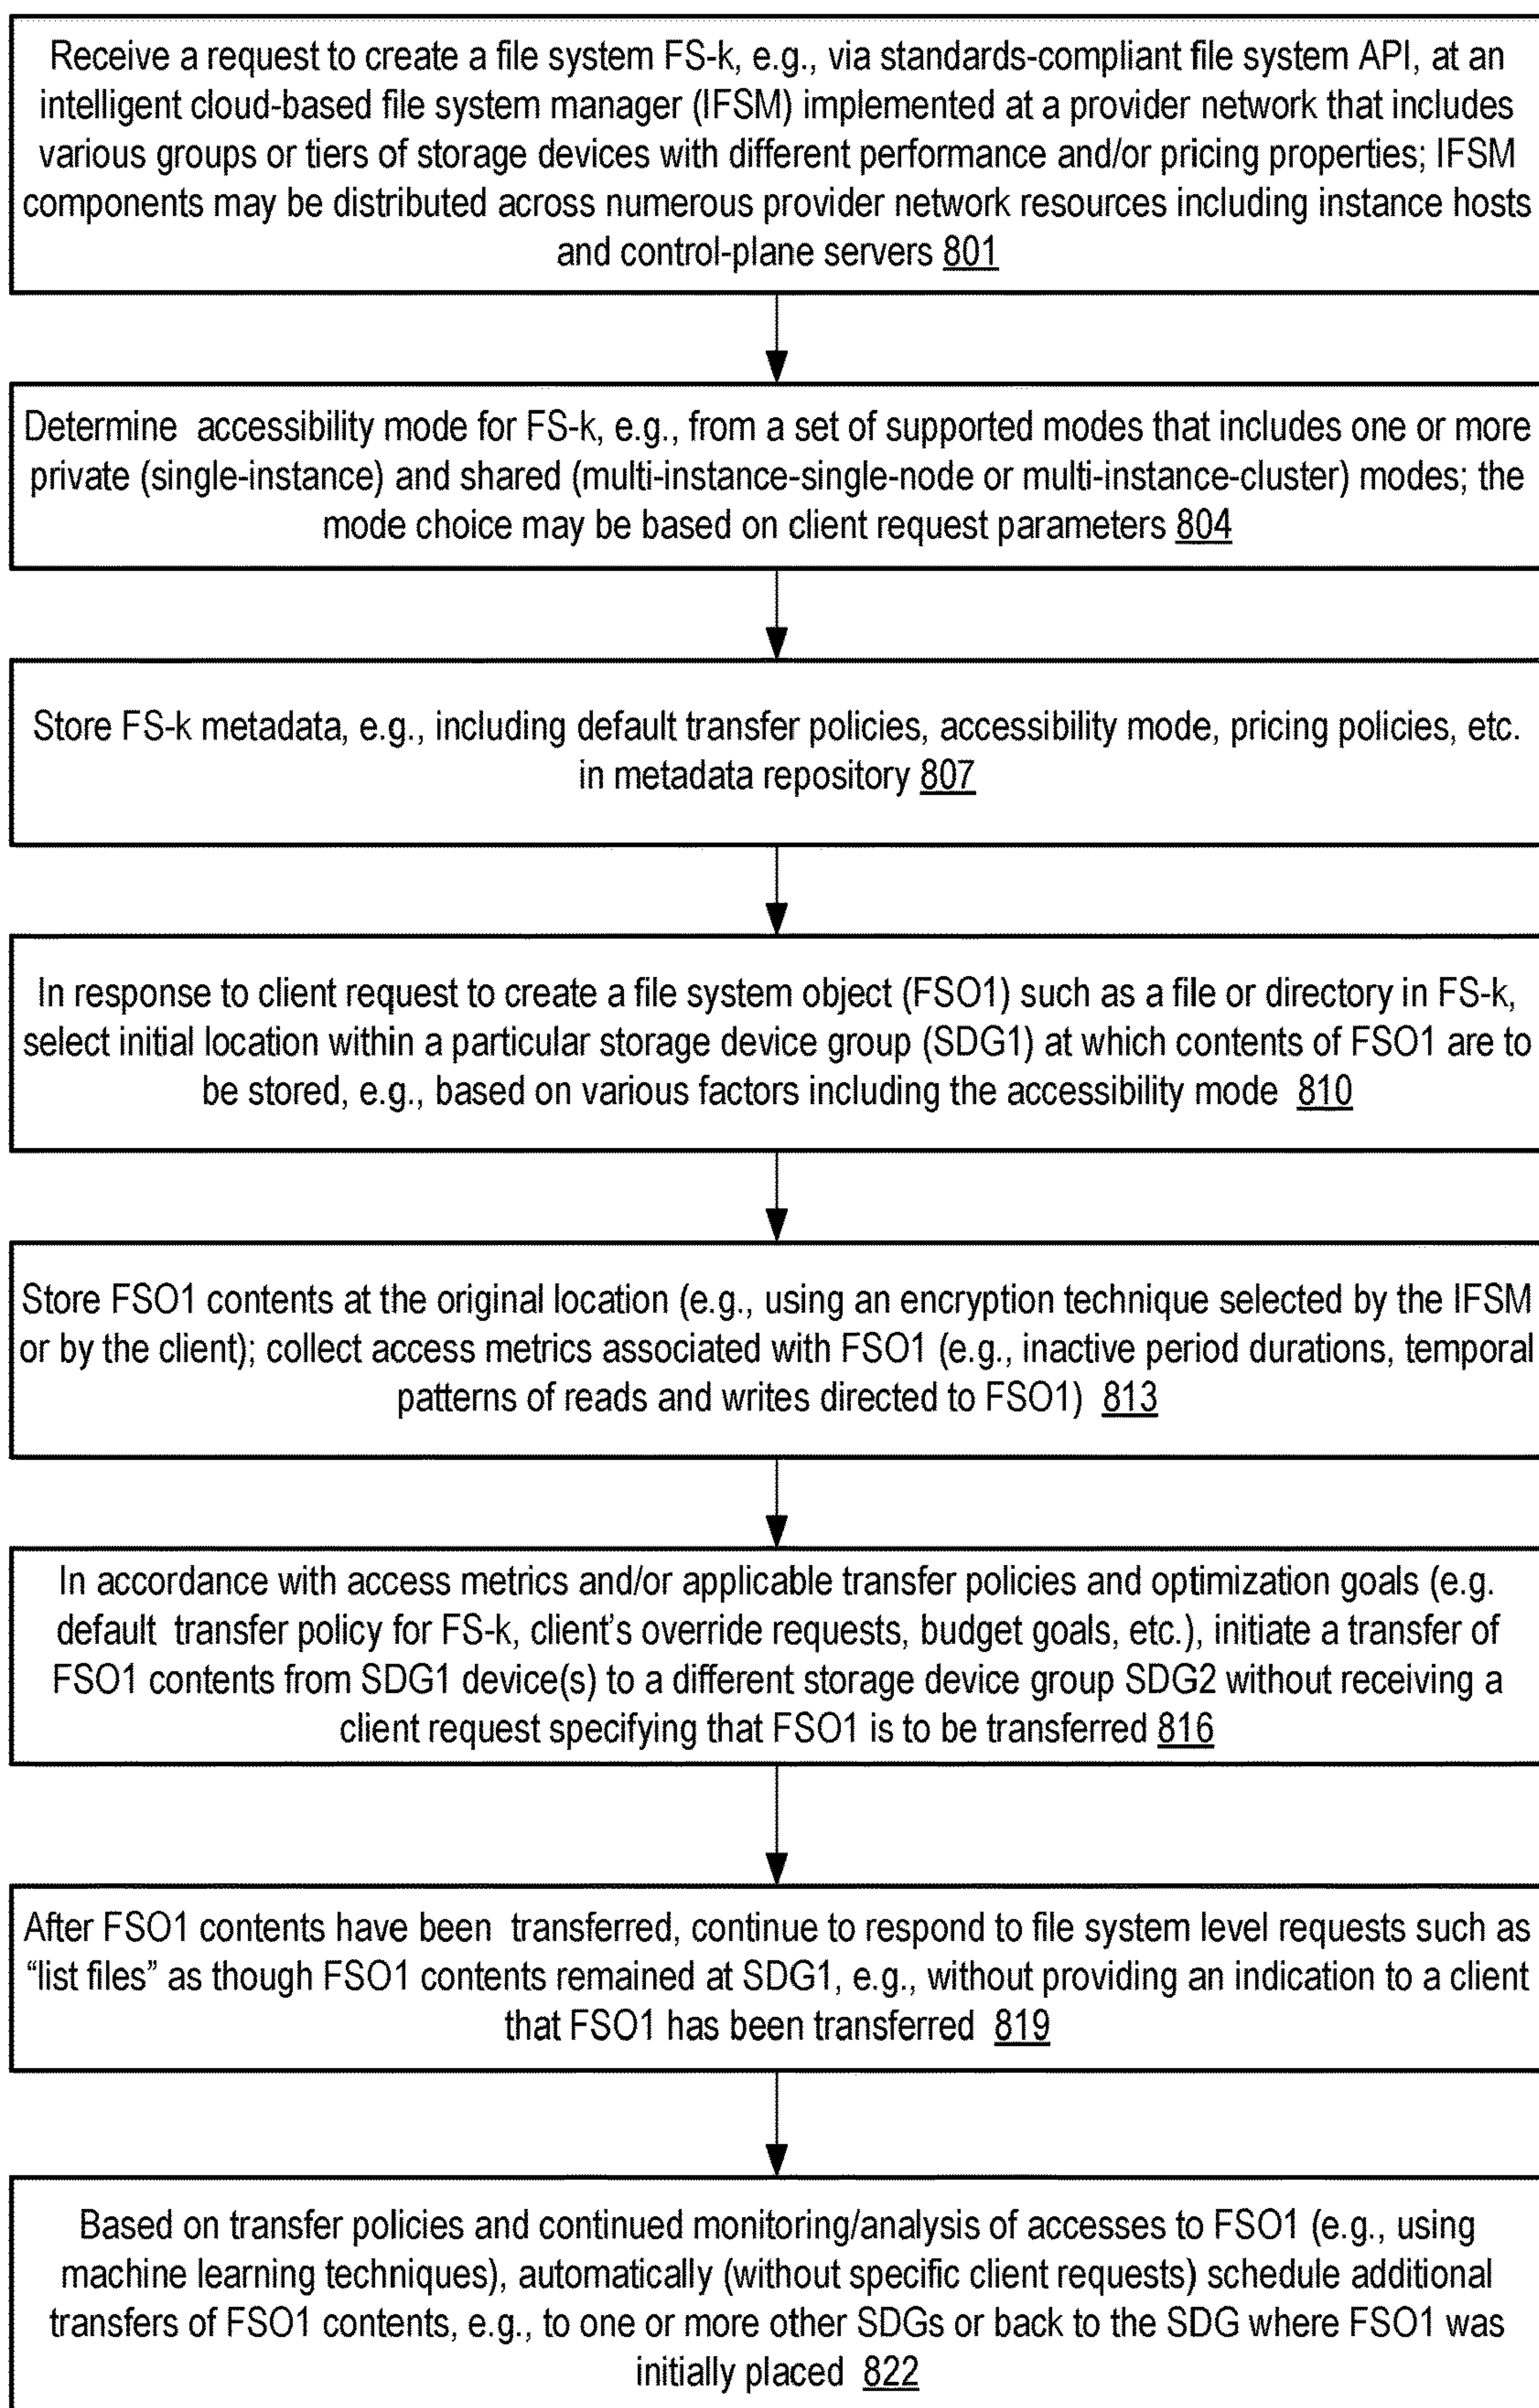 Receive a request to create a file system FS-k, e.g., via standards-compliant file system API, at an
intelligent cloud-based file system manager (IFSM) implemented at a provider network that includes
various groups or tiers of storage devices with different performance and/or pricing properties; IFSM
components may be distributed across numerous provider network resources including instance hosts
and control-plane servers 801
Determine accessibility mode for FS-k, e.g., from a set of supported modes that includes one or more
private (single-instance) and shared (multi-instance-single-node or multi-instance-cluster) modes; the
mode choice may be based on client request parameters 804
Store FS-k metadata, e.g., including default transfer policies, accessibility mode, pricing policies, etc.
in metadata repository 807
In response to client request to create a file system object (FSO1) such as a file or directory in FS-k,
select initial location within a particular storage device group (SDG1) at which contents of FSO1 are to
be stored, e.g., based on various factors including the accessibility mode 810
Store FSO1 contents at the original location (e.g., using an encryption technique selected by the IFSM
or by the client); collect access metrics associated with FSO1 (e.g., inactive period durations, temporal
patterns of reads and writes directed to FSO1) 813
In accordance with access metrics and/or applicable transfer policies and optimization goals (e.g.
default transfer policy for FS-k, client's override requests, budget goals, etc.), initiate a transfer of
FSO1 contents from SDG1 device(s) to a different storage device group SDG2 without receiving a
client request specifying that FSO1 is to be transferred 816
After FSO1 contents have been transferred, continue to respond to file system level requests such as
“list files” as though FSO1 contents remained at SDG1, e.g., without providing an indication to a client
that FSO1 has been transferred 819
Based on transfer policies and continued monitoring/analysis of accesses to FSO1 (e.g., using
machine learning techniques), automatically (without specific client requests) schedule additional
transfers of FSO1 contents, e.g., to one or more other SDGs or back to the SDG where FSO1 was
initially placed 822